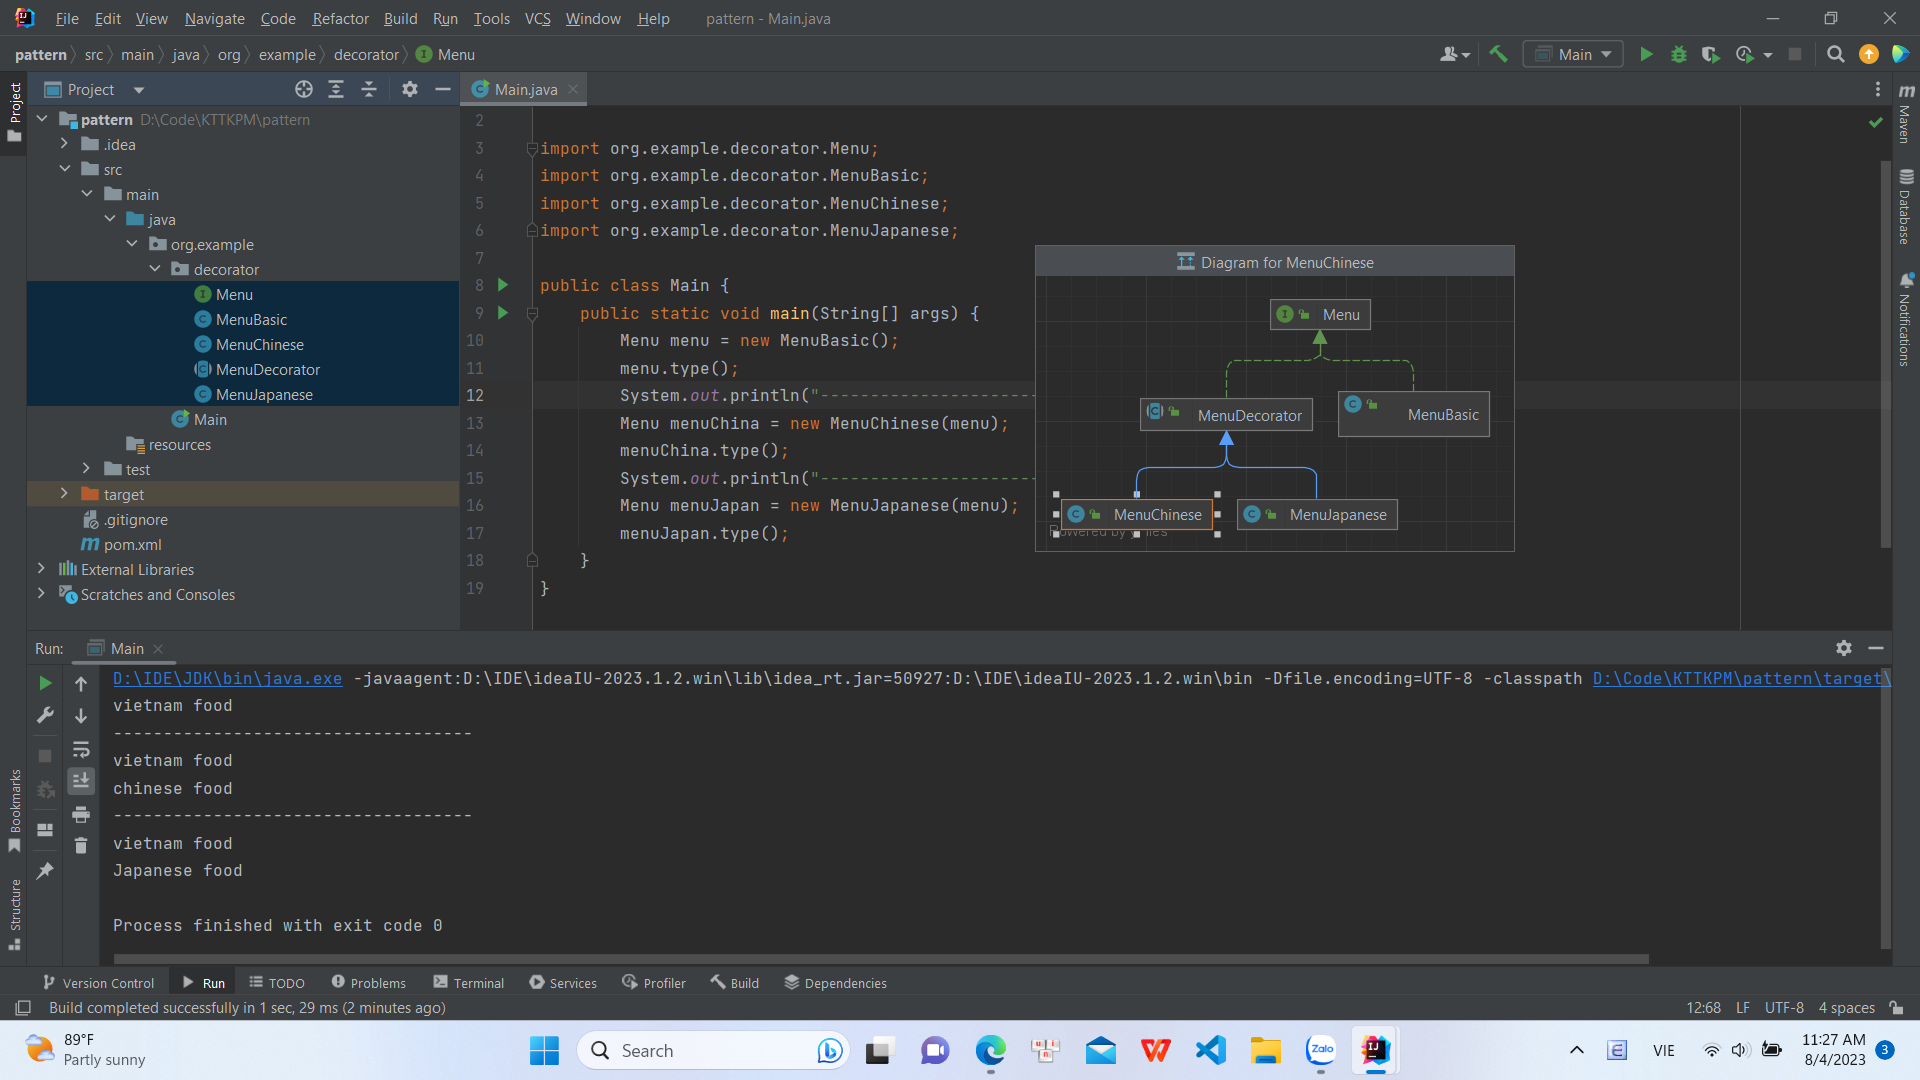 File Edit View Navigate Code Refactor Build Run Tools VCS Window Help pattern - Main.java
pattern src main java org example decorator Menu
Main
Project
Main.java
Project
pattern D:\Code\KTTKPM\pattern
.idea
src
main
java
org.example
decorator
Menu
MenuBasic
MenuChinese
MenuDecorator
MenuJapanese
Main
resources
test
target
.gitignore
pom.xml
External Libraries
Scratches and Consoles
2
3 import org.example.decorator.Menu;
4 import org.example.decorator.MenuBasic;
5 import org.example.decorator.MenuChinese;
6 import org.example.decorator.MenuJapanese;
7
8 public class Main {
9 public static void main(String[] args) {
10 Menu menu = new MenuBasic();
11 menu.type();
12 System.out.println("----------------------
13 Menu menuChina = new MenuChinese(menu);
14 menuChina.type();
15 System.out.println("----------------------
16 Menu menuJapan = new MenuJapanese(menu);
17 menuJapan.type();
18 }
19 }
Diagram for MenuChinese
Menu
MenuDecorator
MenuBasic
MenuChinese
MenuJapanese
Maven
Database
Notifications
Run: Main
D:\IDE\JDK\bin\java.exe -javaagent:D:\IDE\ideaIU-2023.1.2.win\lib\idea_rt.jar=50927:D:\IDE\ideaIU-2023.1.2.win\bin -Dfile.encoding=UTF-8 -classpath D:\Code\KTTKPM\pattern\target\
vietnam food
------------------------------------
vietnam food
chinese food
------------------------------------
vietnam food
Japanese food
Process finished with exit code 0
Bookmarks
Structure
Version Control Run TODO Problems Terminal Services Profiler Build Dependencies
Build completed successfully in 1 sec, 29 ms (2 minutes ago)
12:68 LF UTF-8 4 spaces
89°F
Partly sunny
Search
Zalo
VIE
11:27 AM
8/4/2023
3